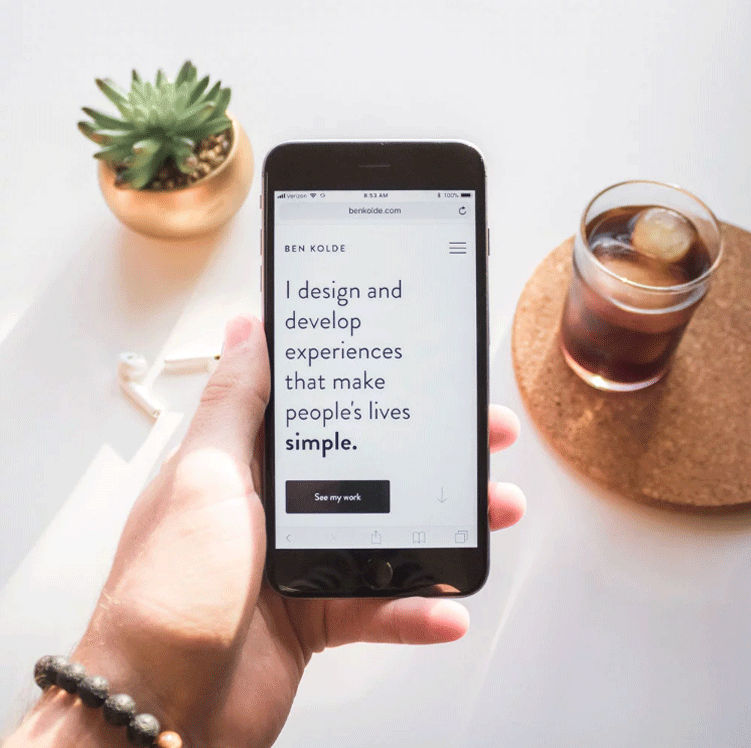 verizon 8:53 AM 100%
benkolde.com
BEN KOLDE
I design and
develop
experiences
that make
people's lives
simple.
See my work